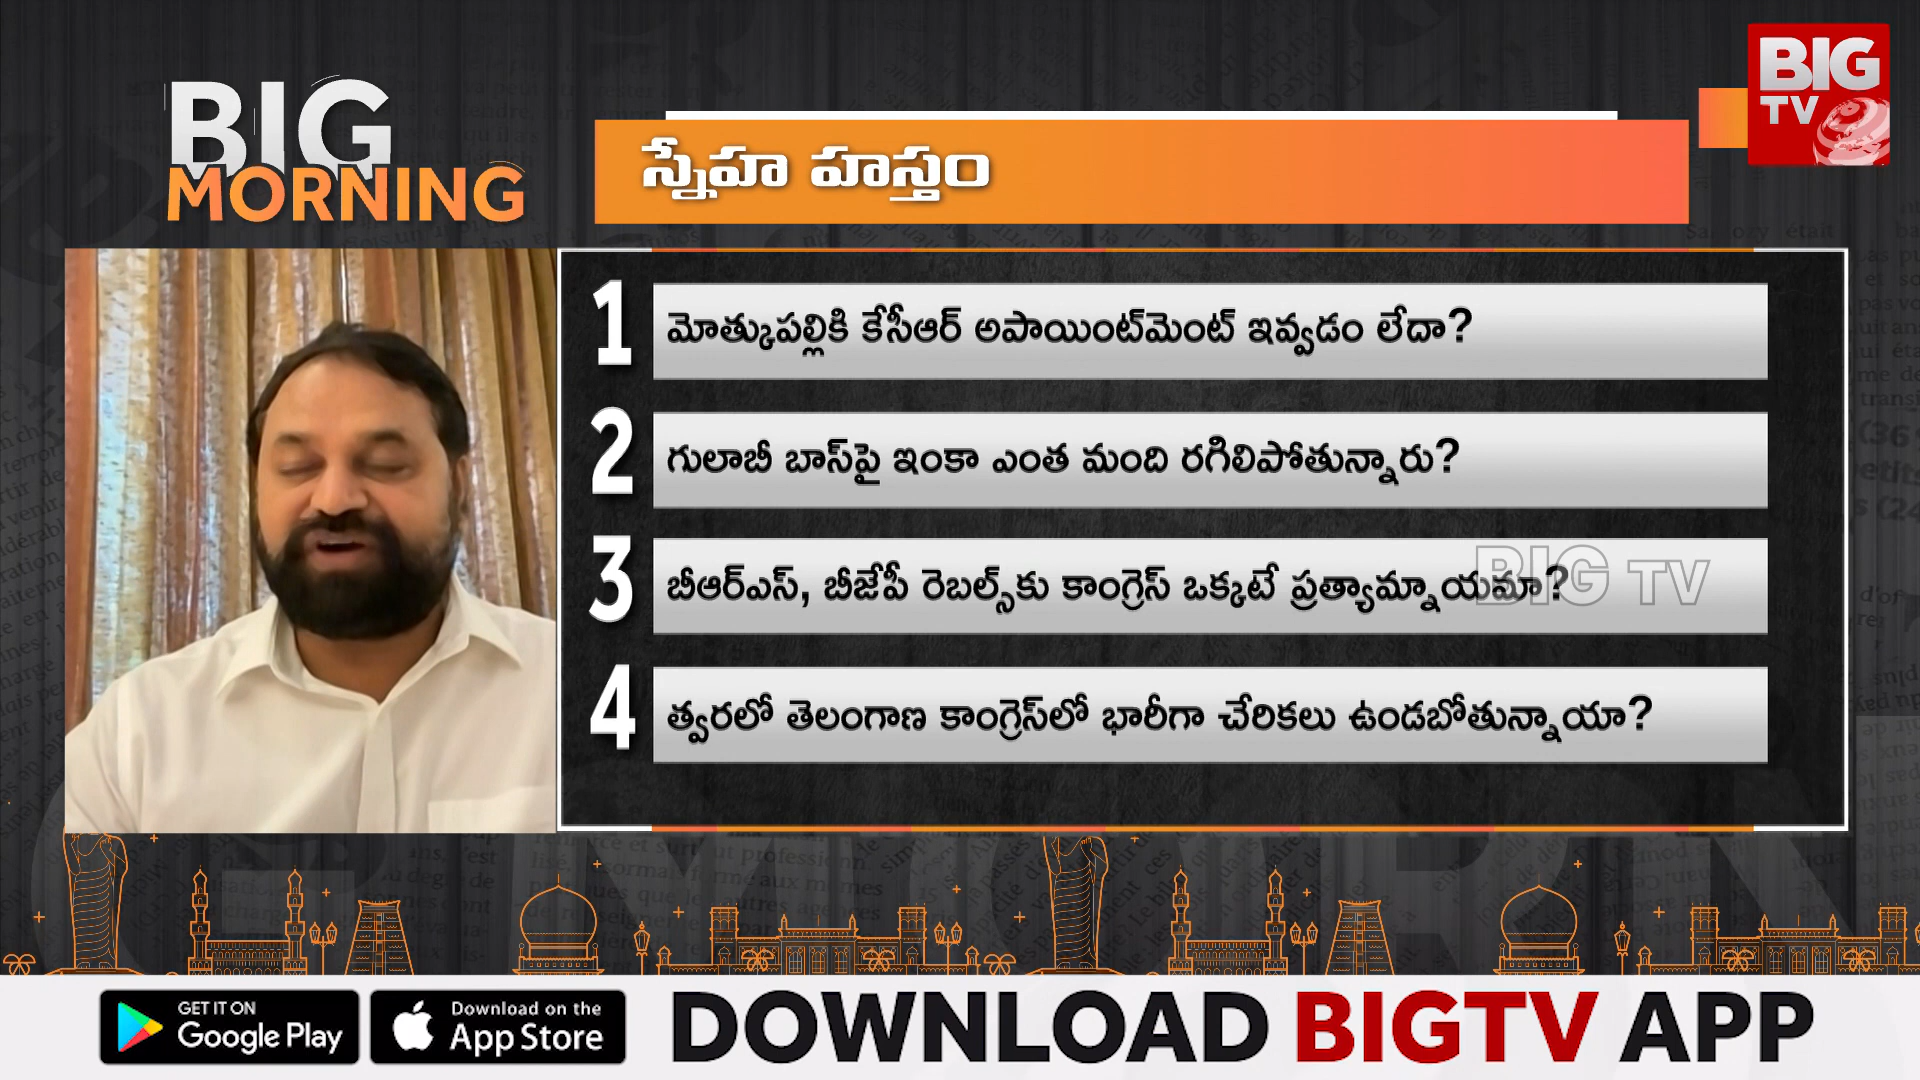 BIG
MORNING
స్నేహ హస్తం
BIG
TV
1 మోత్కుపల్లికి కేసీఆర్ అపాయింట్‌మెంట్ ఇవ్వడం లేదా?
2 గులాబీ బాస్‌పై ఇంకా ఎంత మంది రగిలిపోతున్నారు?
3 బీఆర్ఎస్, బీజేపీ రెబల్స్‌కు కాంగ్రెస్ ఒక్కటే ప్రత్యామ్నాయమా?
BIG TV
4 త్వరలో తెలంగాణ కాంగ్రెస్‌లో భారీగా చేరికలు ఉండబోతున్నాయా?
GET IT ON
Google Play
Download on the
App Store
DOWNLOAD BIGTV APP